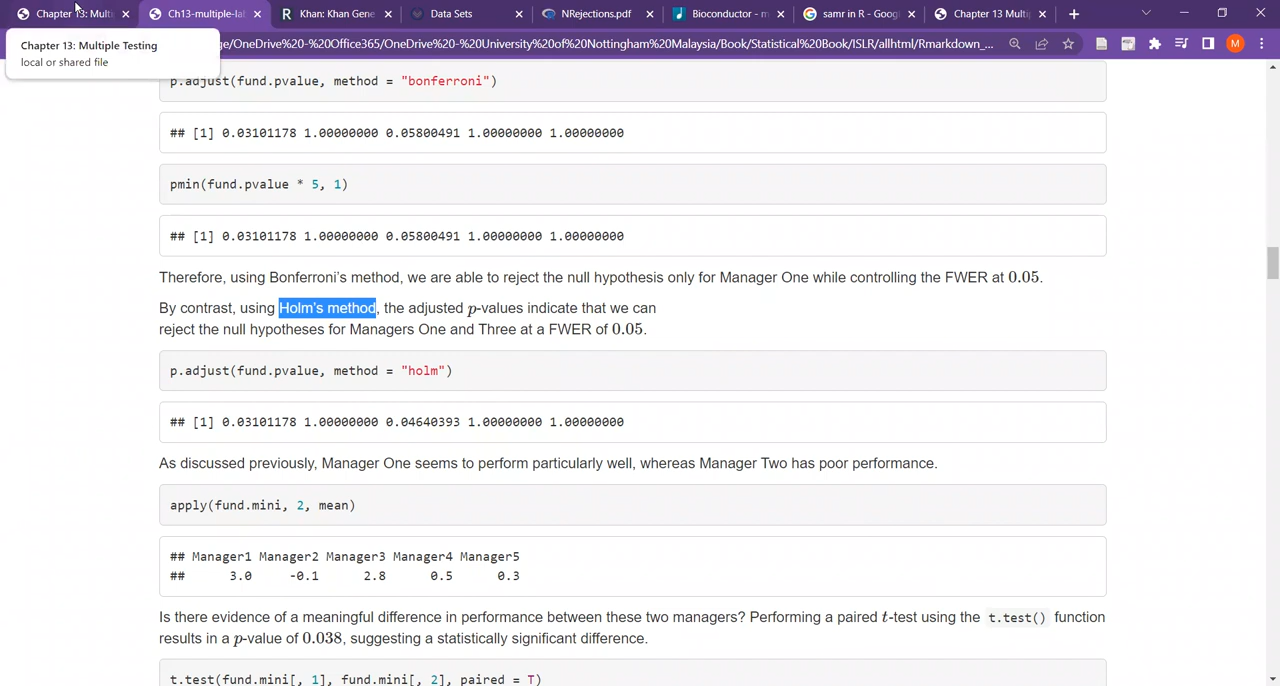 Chapter 13: Multi
Ch13-multiple-lab
Khan: Khan Gene
Data Sets
NRejections.pdf
Bioconductor - m
samr in R - Goog
Chapter 13 Multi
Chapter 13: Multiple Testing
local or shared file
ge/OneDrive%20-%20Office365/OneDrive%20-%20University%20of%20Nottingham%20Malaysia/Book/Statistical%20Book/ISLR/allhtml/Rmarkdown_...
M
p.adjust(fund.pvalue, method = "bonferroni")
## [1] 0.03101178 1.00000000 0.05800491 1.00000000 1.00000000
pmin(fund.pvalue * 5, 1)
## [1] 0.03101178 1.00000000 0.05800491 1.00000000 1.00000000
Therefore, using Bonferroni's method, we are able to reject the null hypothesis only for Manager One while controlling the FWER at 0.05.
By contrast, using Holm's method, the adjusted p-values indicate that we can
reject the null hypotheses for Managers One and Three at a FWER of 0.05.
p.adjust(fund.pvalue, method = "holm")
## [1] 0.03101178 1.00000000 0.04640393 1.00000000 1.00000000
As discussed previously, Manager One seems to perform particularly well, whereas Manager Two has poor performance.
apply(fund.mini, 2, mean)
## Manager1 Manager2 Manager3 Manager4 Manager5
## 3.0 -0.1 2.8 0.5 0.3
Is there evidence of a meaningful difference in performance between these two managers? Performing a paired t-test using the t.test() function
results in a p-value of 0.038, suggesting a statistically significant difference.
t.test(fund.mini[, 1], fund.mini[, 2], paired = T)